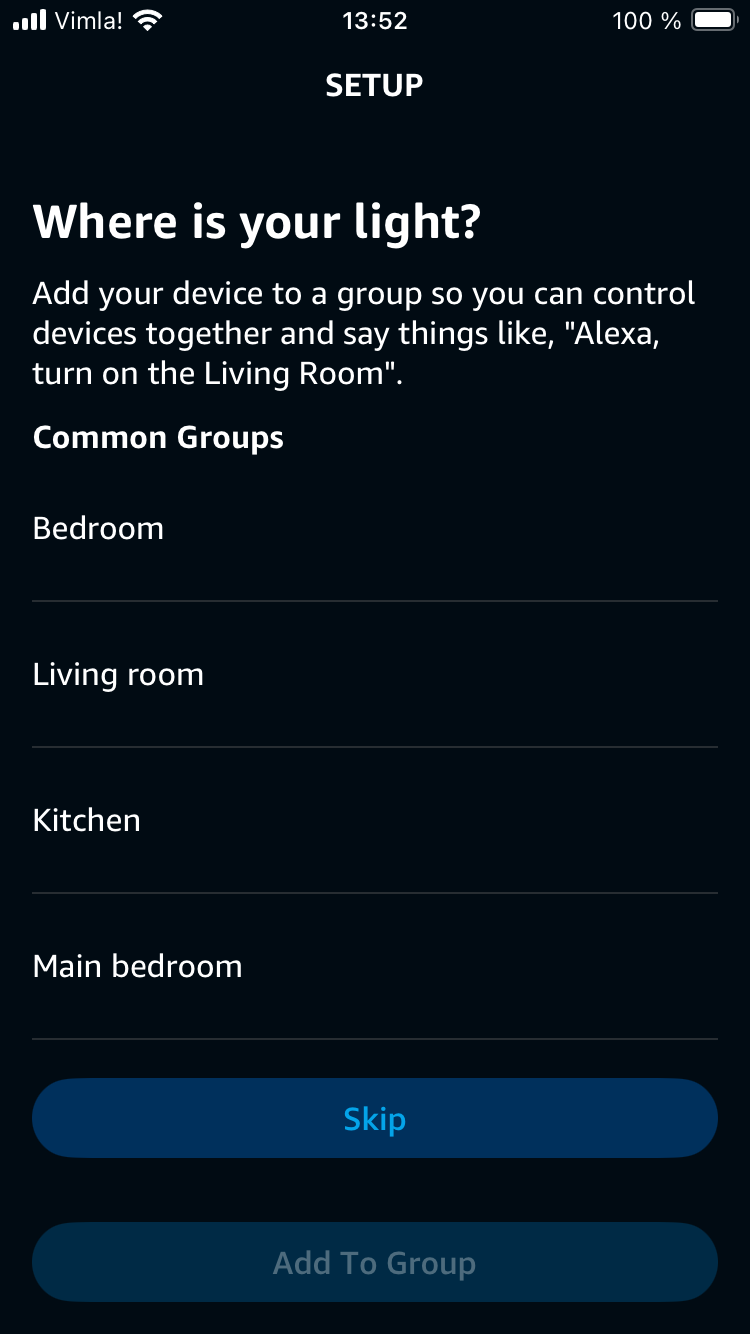 Vimla! 13:52 100 %
SETUP
Where is your light?
Add your device to a group so you can control
devices together and say things like, "Alexa,
turn on the Living Room".
Common Groups
Bedroom
Living room
Kitchen
Main bedroom
Skip
Add To Group